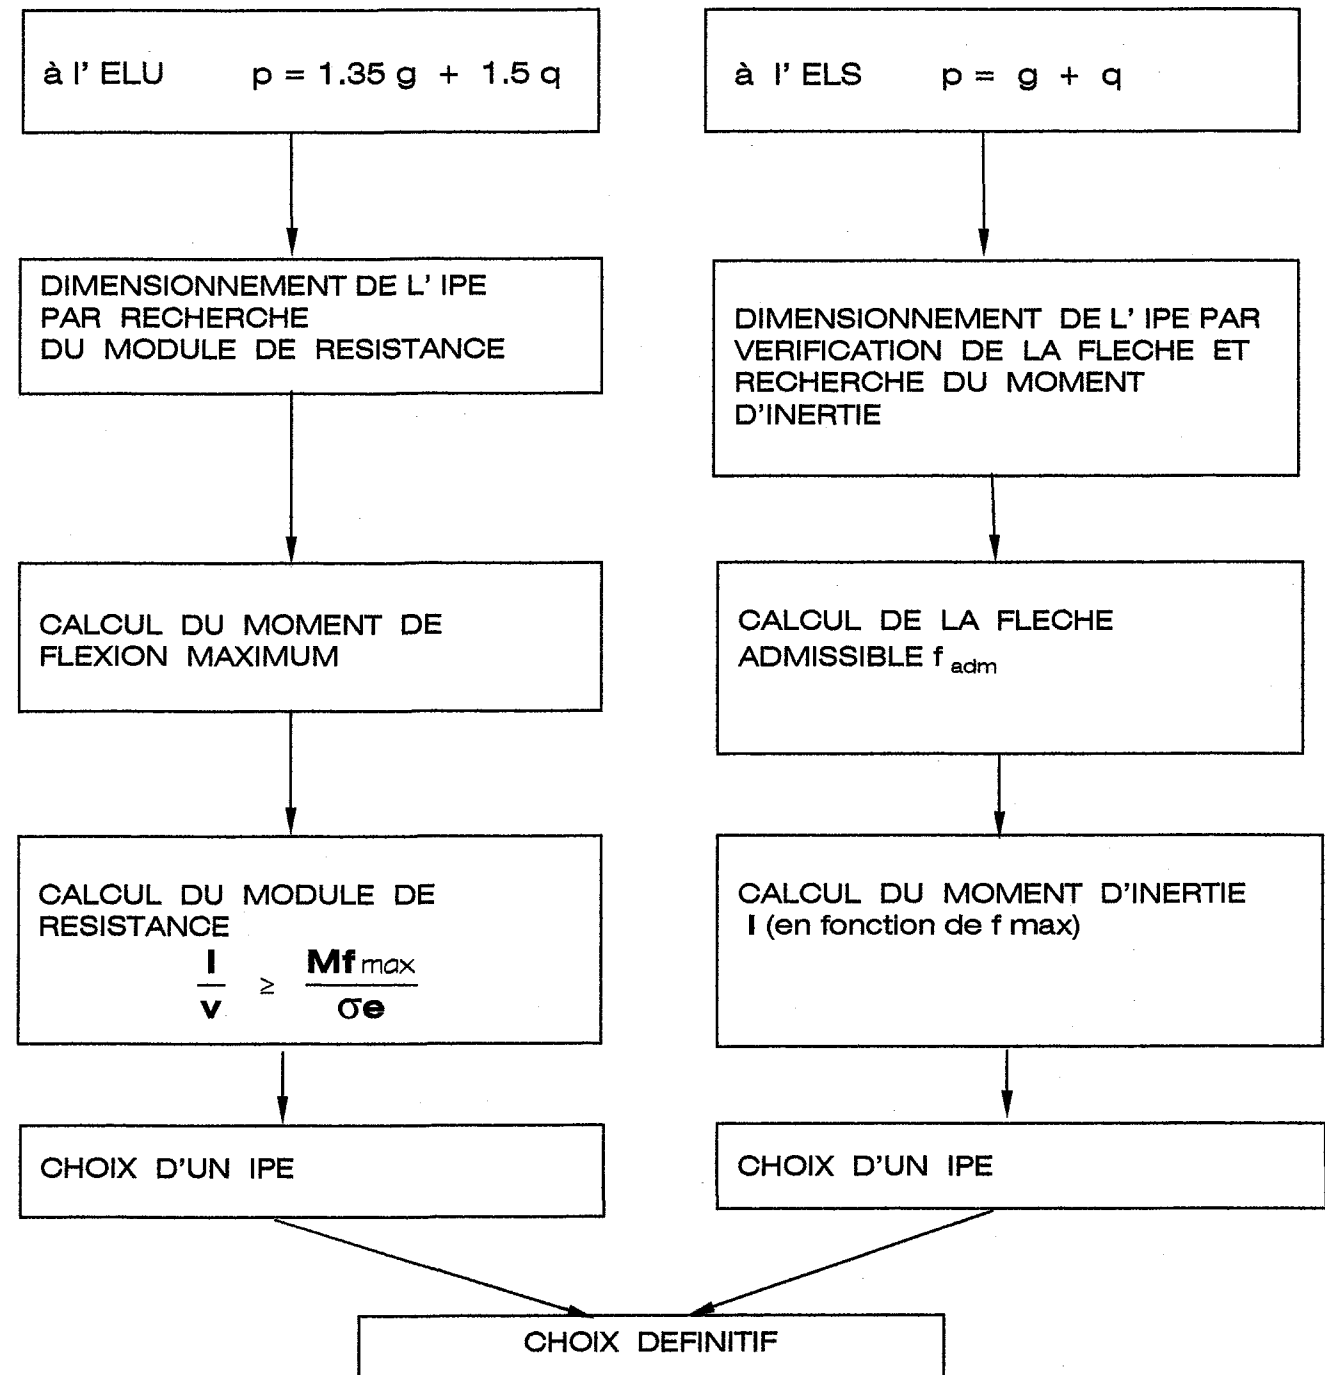 à l' ELU p = 1.35 g + 1.5 q
DIMENSIONNEMENT DE L' IPE
PAR RECHERCHE
DU MODULE DE RESISTANCE
CALCUL DU MOMENT DE
FLEXION MAXIMUM
CALCUL DU MODULE DE
RESISTANCE
I/v ≥ Mf max/σe
CHOIX D'UN IPE
à l' ELS p = g + q
DIMENSIONNEMENT DE L' IPE PAR
VERIFICATION DE LA FLECHE ET
RECHERCHE DU MOMENT
D'INERTIE
CALCUL DE LA FLECHE
ADMISSIBLE f adm
CALCUL DU MOMENT D'INERTIE
I (en fonction de f max)
CHOIX D'UN IPE
CHOIX DEFINITIF